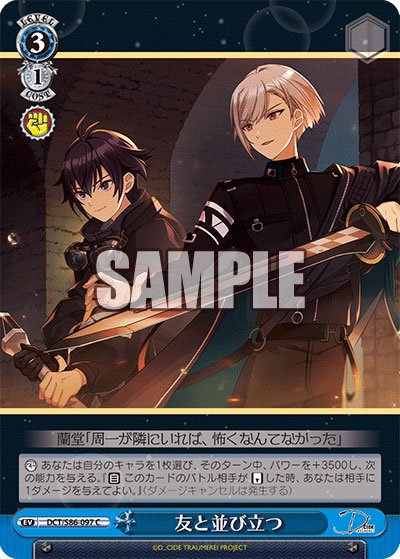 LEVEL
3
1
COST
SAMPLE
蘭堂「周一が隣にいれば、怖くなんてなかった」
あなたは自分のキャラを1枚選び、そのターン中、パワーを+3500し、次
の能力を与える。『 このカードのバトル相手が した時、あなたは相手に
1ダメージを与えてよい。』(ダメージキャンセルは発生する)
EV DCT/S86-097 C
友と並び立つ
©D_CIDE TRAUMEREI PROJECT